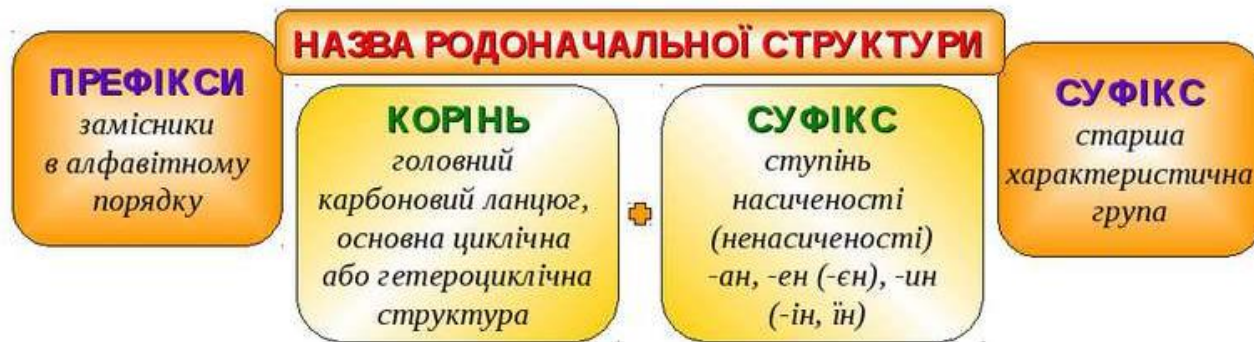 НАЗВА РОДОНАЧАЛЬНОЇ СТРУКТУРИ
ПРЕФІКСИ
замісники
в алфавітному
порядку
КОРІНЬ
головний
карбоновий ланцюг,
основна циклічна
або гетероциклічна
структура
СУФІКС
ступінь
насиченості
(ненасиченості)
-ан, -ен (-єн), -ин
(-ін, їн)
СУФІКС
старша
характеристична
група